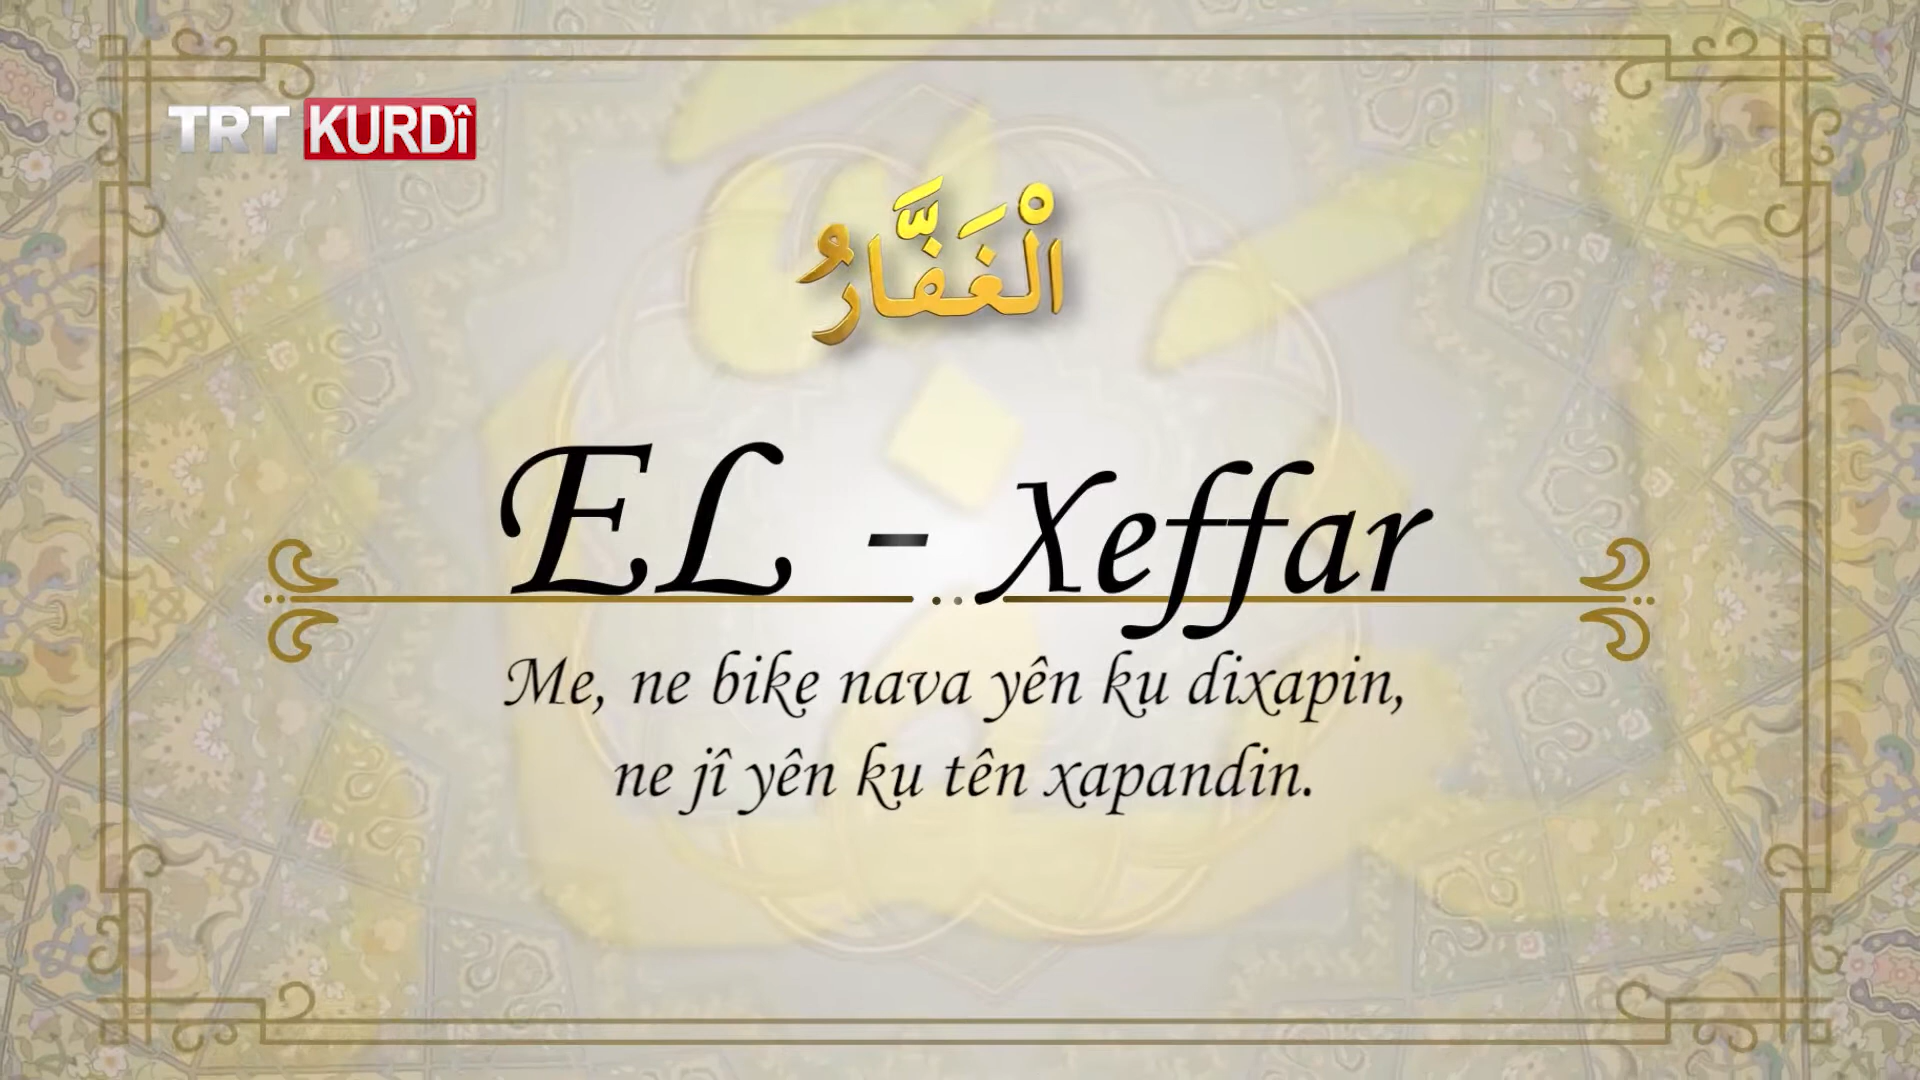 TRT KURDî
الْغَفَّارُ
EL - Xeffar
Me, ne bike nava yên ku dixapin,
ne jî yên ku tên xapandin.